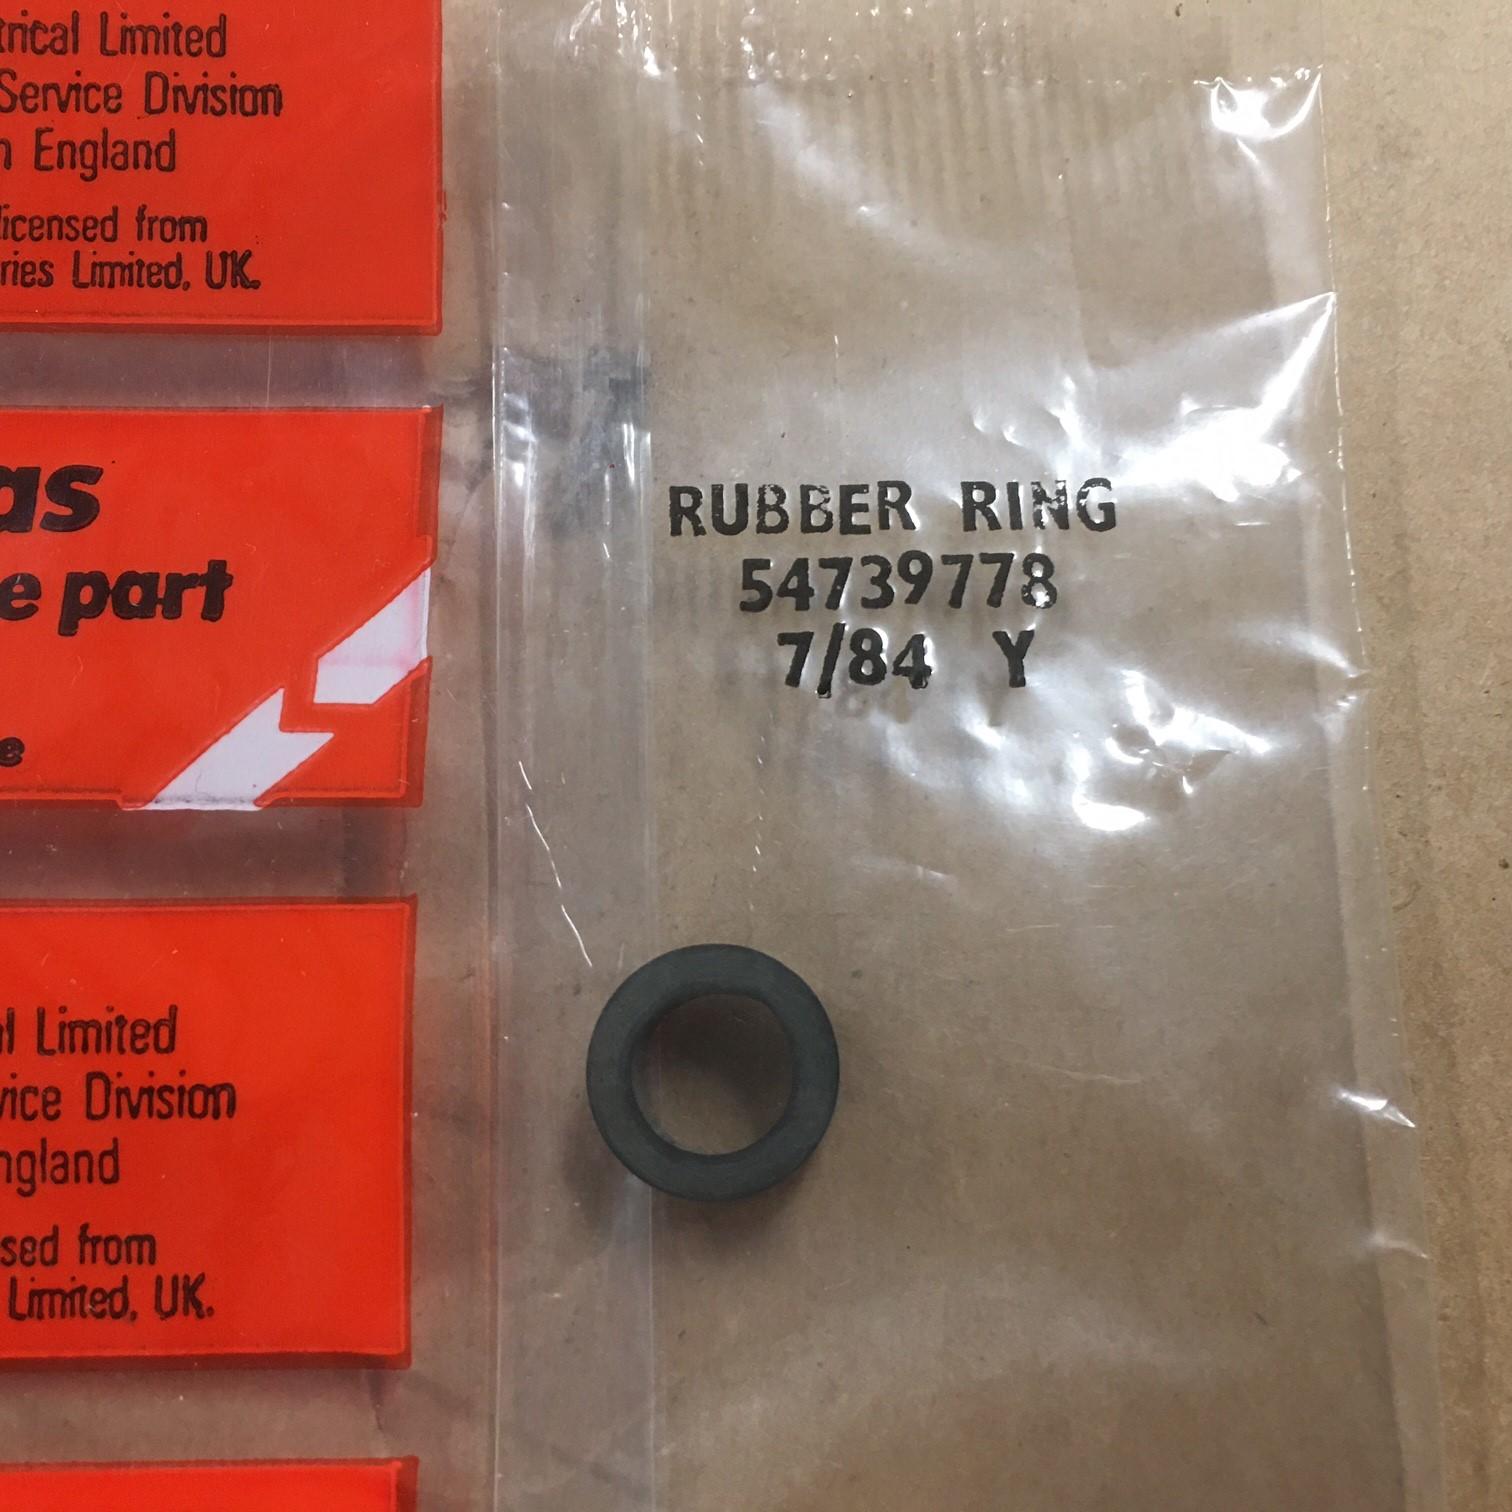 trical Limited
Service Division
n England
licensed from
ries Limited, UK.
as
e part
e
RUBBER RING
54739778
7/84 Y
al Limited
vice Division
ngland
sed from
Limited, UK.